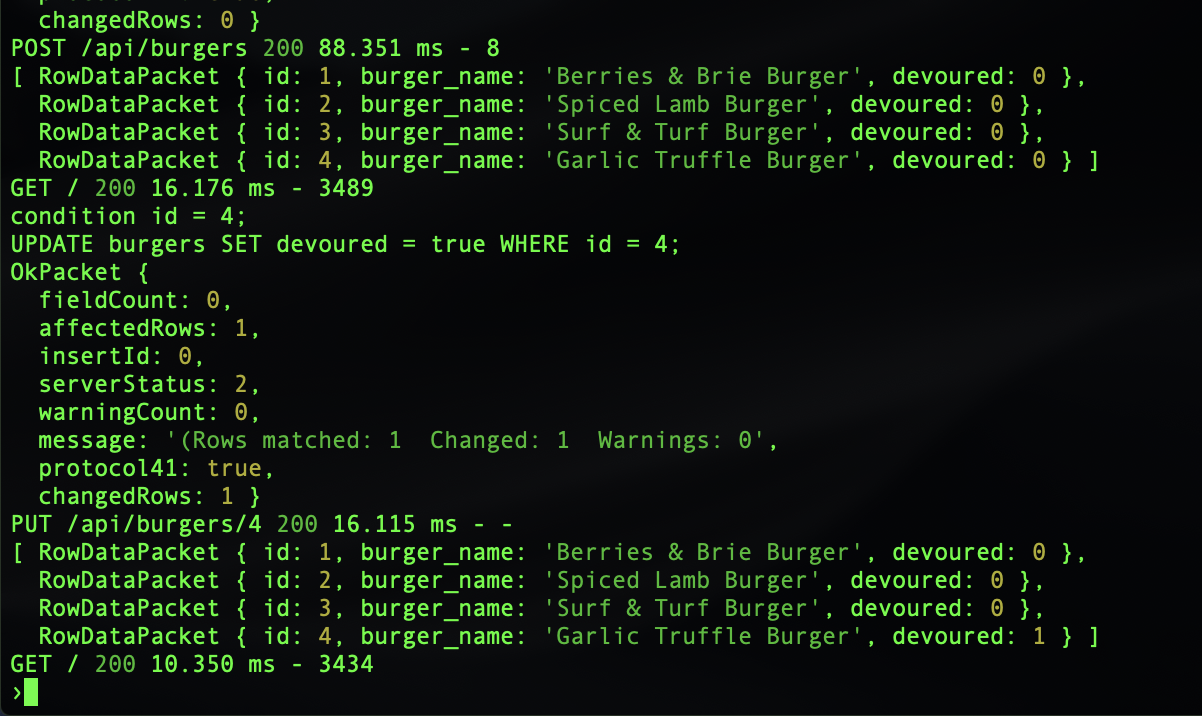 changedRows: 0 }
POST /api/burgers 200 88.351 ms - 8
[ RowDataPacket { id: 1, burger_name: 'Berries & Brie Burger', devoured: 0 },
  RowDataPacket { id: 2, burger_name: 'Spiced Lamb Burger', devoured: 0 },
  RowDataPacket { id: 3, burger_name: 'Surf & Turf Burger', devoured: 0 },
  RowDataPacket { id: 4, burger_name: 'Garlic Truffle Burger', devoured: 0 } ]
GET / 200 16.176 ms - 3489
condition id = 4;
UPDATE burgers SET devoured = true WHERE id = 4;
OkPacket {
  fieldCount: 0,
  affectedRows: 1,
  insertId: 0,
  serverStatus: 2,
  warningCount: 0,
  message: '(Rows matched: 1  Changed: 1  Warnings: 0',
  protocol41: true,
  changedRows: 1 }
PUT /api/burgers/4 200 16.115 ms - -
[ RowDataPacket { id: 1, burger_name: 'Berries & Brie Burger', devoured: 0 },
  RowDataPacket { id: 2, burger_name: 'Spiced Lamb Burger', devoured: 0 },
  RowDataPacket { id: 3, burger_name: 'Surf & Turf Burger', devoured: 0 },
  RowDataPacket { id: 4, burger_name: 'Garlic Truffle Burger', devoured: 1 } ]
GET / 200 10.350 ms - 3434
›